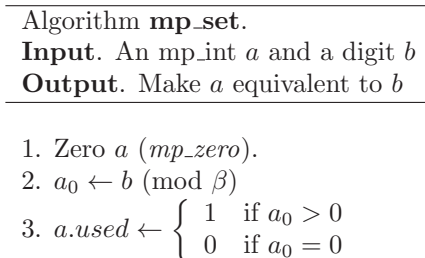 Algorithm mp_set.
Input. An mp_int a and a digit b
Output. Make a equivalent to b
1. Zero a (mp_zero).
2. a₀ ← b (mod β)
3. a.used ← { 1 if a₀ > 0
0 if a₀ = 0